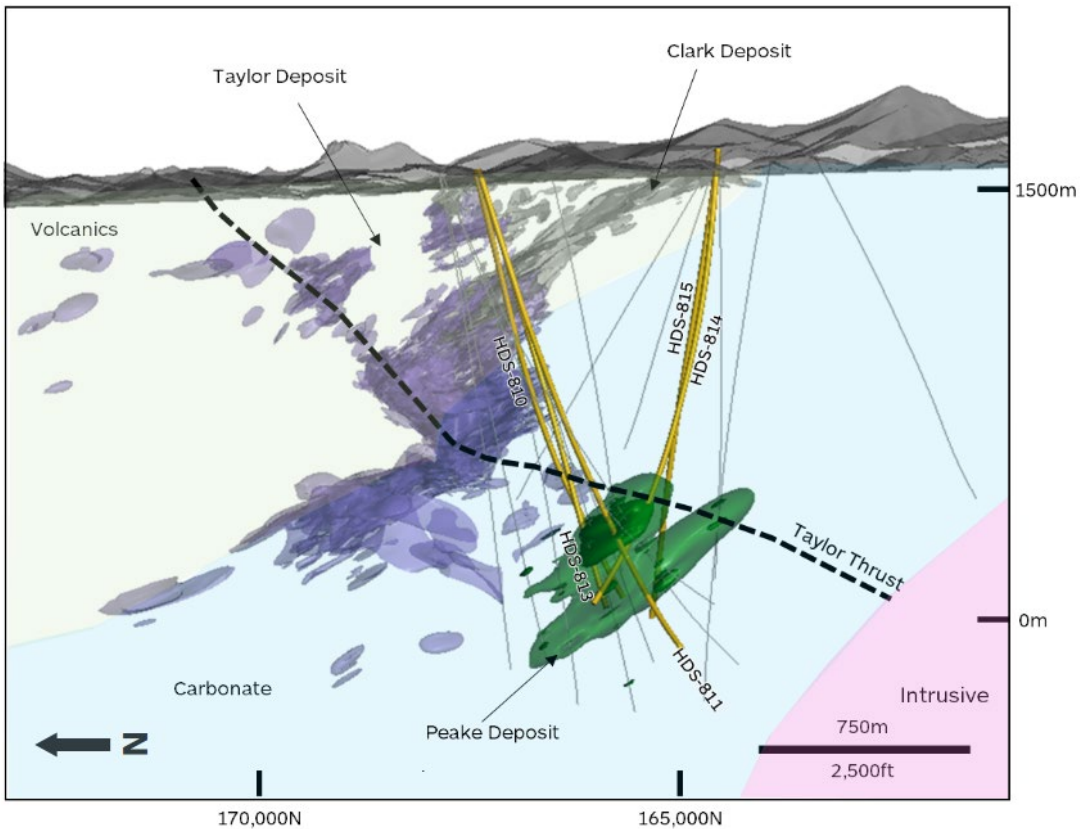 Clark Deposit
Taylor Deposit
1500m
Volcanics
HDS-815
HDS-814
HDS-810
HDS-813
Taylor Thrust
0m
HDS-811
Carbonate
Intrusive
Peake Deposit
N
750m
2,500ft
170,000N
165,000N